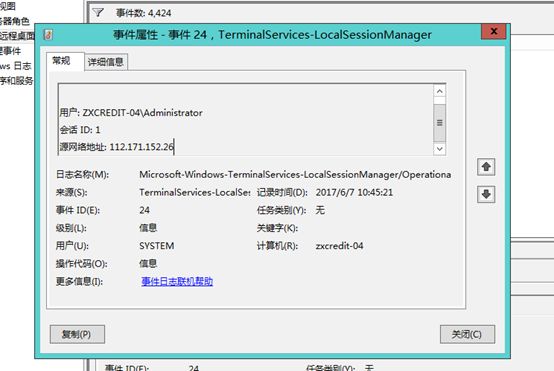 视图
事件数: 4,424
器角色
远程桌面
事件
ws 日志
序和服务
事件属性 - 事件 24，TerminalServices-LocalSessionManager
常规 详细信息
用户: ZXCREDIT-04\Administrator
会话 ID: 1
源网络地址: 112.171.152.26
日志名称(M): Microsoft-Windows-TerminalServices-LocalSessionManager/Operationa
来源(S): TerminalServices-LocalSes 记录时间(D): 2017/6/7 10:45:21
事件 ID(E): 24 任务类别(Y): 无
级别(L): 信息 关键字(K):
用户(U): SYSTEM 计算机(R): zxcredit-04
操作代码(O): 信息
更多信息(I): 事件日志联机帮助
复制(P) 关闭(C)
事件 ID(E): 24 任务类别(Y): 无